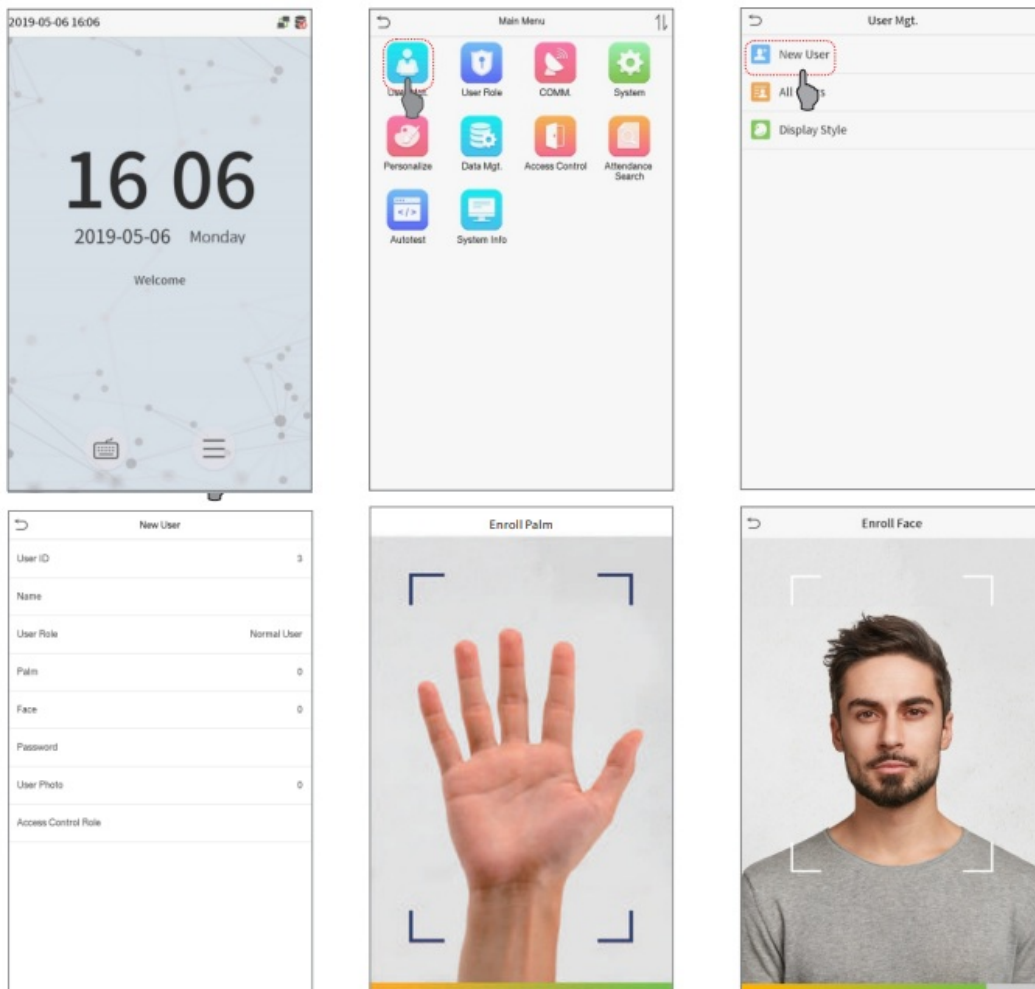 2019-05-06 16:06
16 06
2019-05-06 Monday
Welcome
Main Menu
User Role
COMM.
System
Personalize
Data Mgt.
Access Control
Attendance
Search
Autotest
System Info
User Mgt.
New User
All
Display Style
New User
User ID 3
Name
User Role Normal User
Palm 0
Face 0
Password
User Photo 0
Access Control Role
Enroll Palm
Enroll Face